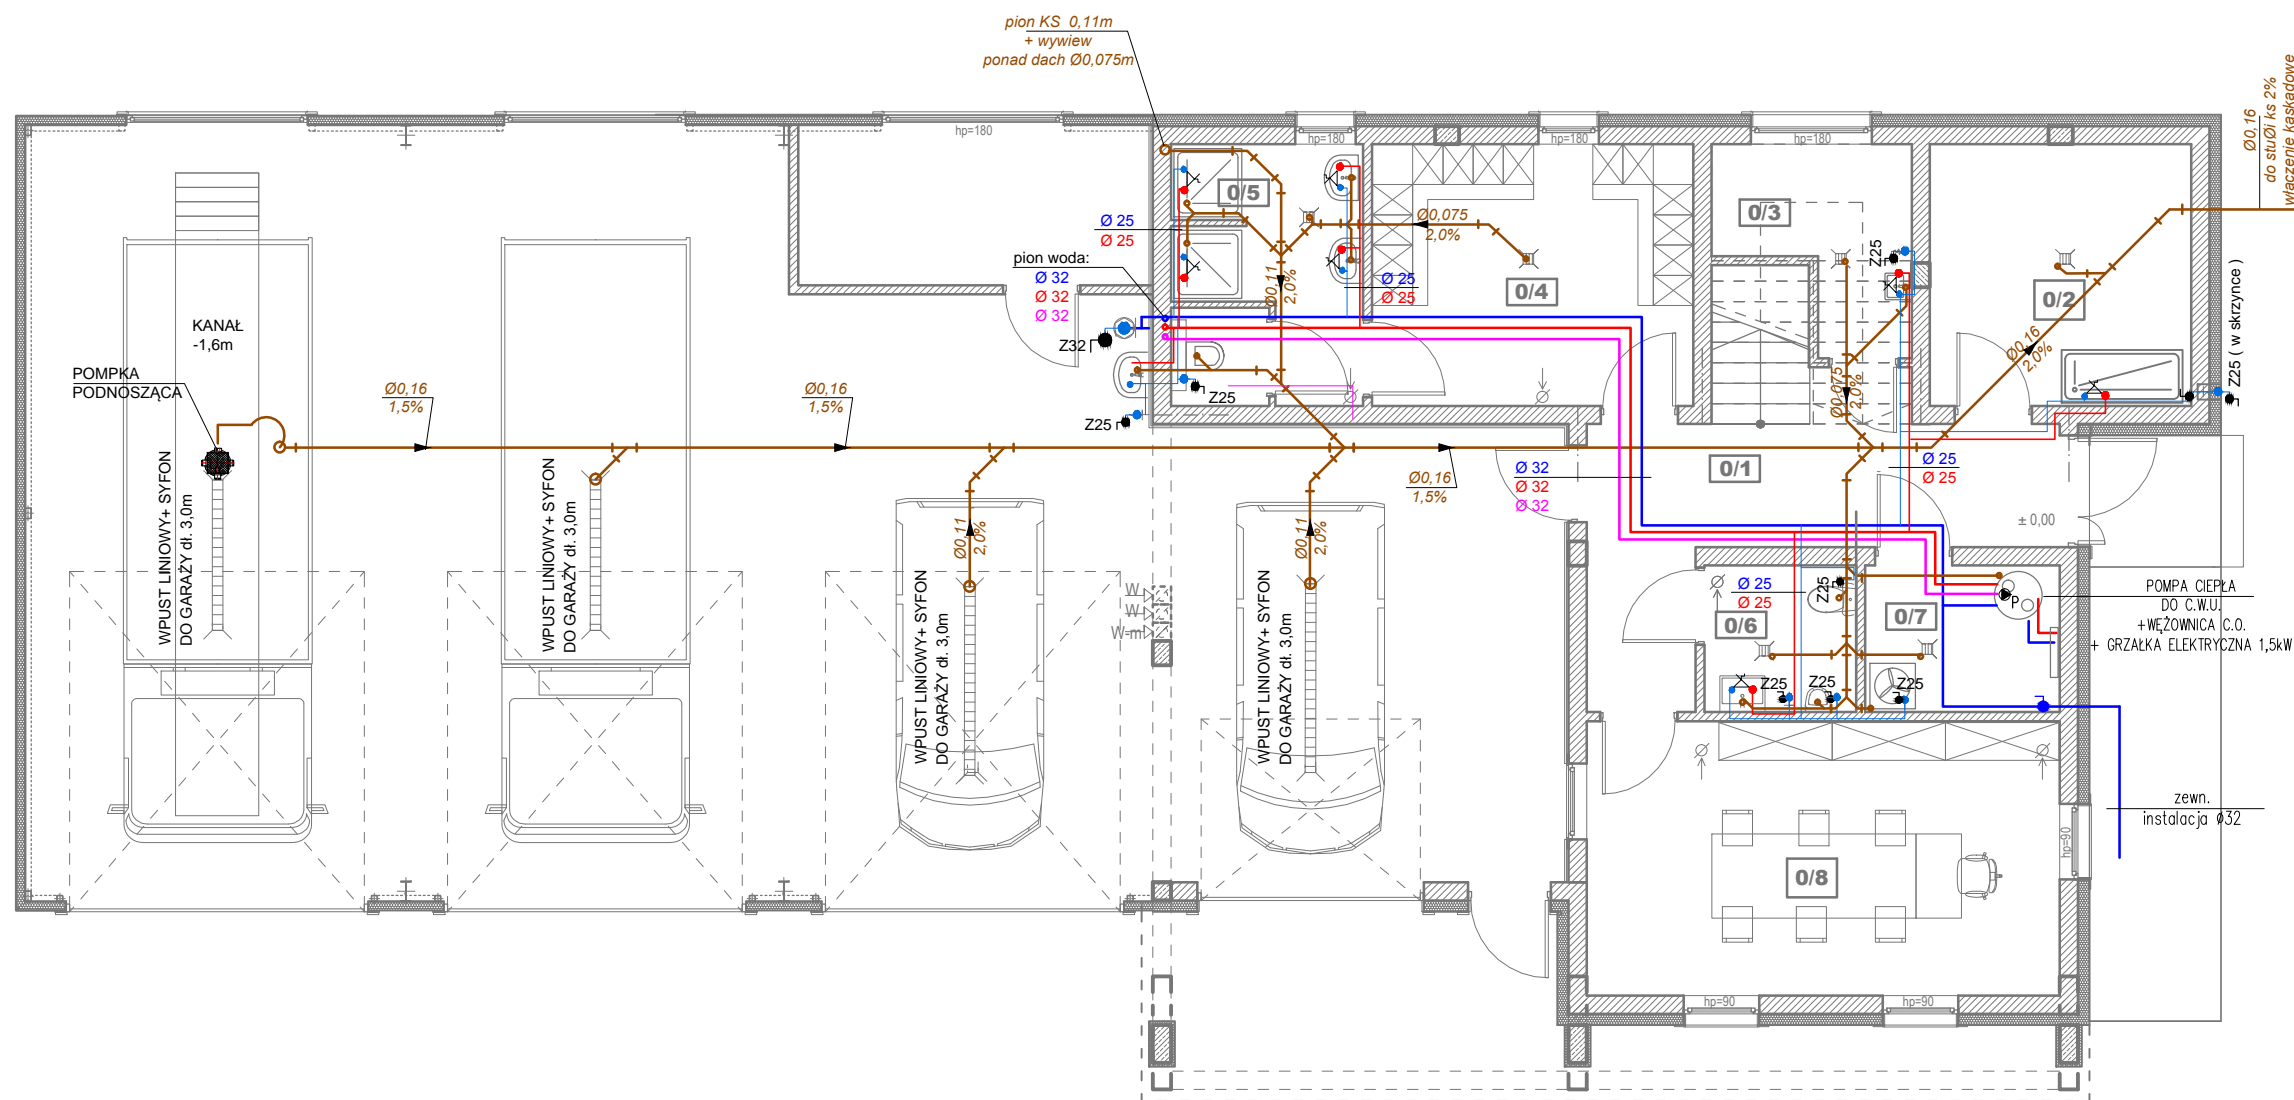 pion KS 0,11m
+ wywiew
ponad dach Ø0,075m
Ø0,16
do stuØi ks 2%
właczenie kaskadowe
hp=180
hp=180
hp=180
hp=180
0/5
0/3
0/4
0/2
Ø 25
Ø 25
Ø0,075
2,0%
Ø0,11
2,0%
Ø 25
Ø 25
Z25
pion woda:
Ø 32
Ø 32
Ø 32
Z32
Z25
Z25
Z25 ( w skrzynce )
Ø0,16
2,0%
Ø0,075
2,0%
KANAŁ
-1,6m
POMPKA
PODNOSZĄCA
Ø0,16
1,5%
Ø0,16
1,5%
Ø0,16
1,5%
Ø 32
Ø 32
Ø 32
0/1
Ø 25
Ø 25
± 0,00
WPUST LINIOWY+ SYFON
DO GARAŻY dł. 3,0m
WPUST LINIOWY+ SYFON
DO GARAŻY dł. 3,0m
WPUST LINIOWY+ SYFON
DO GARAŻY dł. 3,0m
WPUST LINIOWY+ SYFON
DO GARAŻY dł. 3,0m
Ø0,11
2,0%
Ø0,11
2,0%
W
W
W-m
Ø 25
Ø 25
0/6
Z25
0/7
P
Z25
Z25
Z25
POMPA CIEPŁA
DO C.W.U.
+WĘŻOWNICA C.O.
+ GRZAŁKA ELEKTRYCZNA 1,5kW
zewn.
instalacja Ø32
hp=90
0/8
hp=90
hp=90